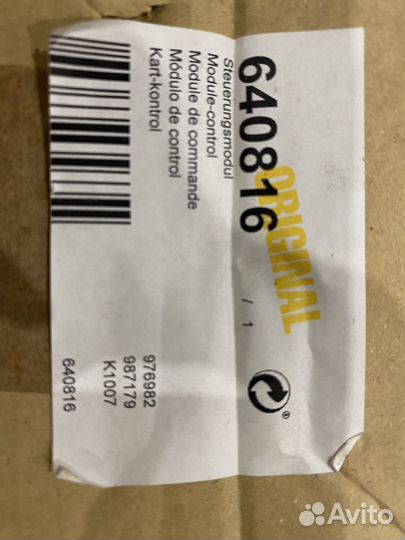 640816 / 1
ORIGINAL
Steuerungsmodul
Module-control
Module de commande
Módulo de control
Kart-kontrol
976982
987179
K1007
640816
®
Avito